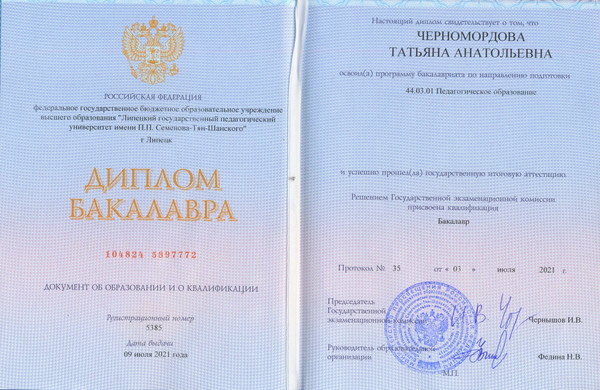 РОССИЙСКАЯ ФЕДЕРАЦИЯ
федеральное государственное бюджетное образовательное учреждение
высшего образования "Липецкий государственный педагогический
университет имени П.П. Семенова-Тян-Шанского"
г Липецк
ДИПЛОМ
БАКАЛАВРА
104824 5897772
ДОКУМЕНТ ОБ ОБРАЗОВАНИИ И О КВАЛИФИКАЦИИ
Регистрационный номер
5385
Дата выдачи
09 июля 2021 года
Настоящий диплом свидетельствует о том, что
ЧЕРНОМОРДОВА
ТАТЬЯНА АНАТОЛЬЕВНА
освоил(а) программу бакалавриата по направлению подготовки
44.03.01 Педагогическое образование
и успешно прошел(ла) государственную итоговую аттестацию.
Решением Государственной экзаменационной комиссии
присвоена квалификация
Бакалавр
Протокол № 35 от « 03 » июля 2021 г.
Председатель
Государственной
экзаменационной комиссии
Чернышов И.В.
Руководитель образовательной
организации
Федина Н.В.
М.П.